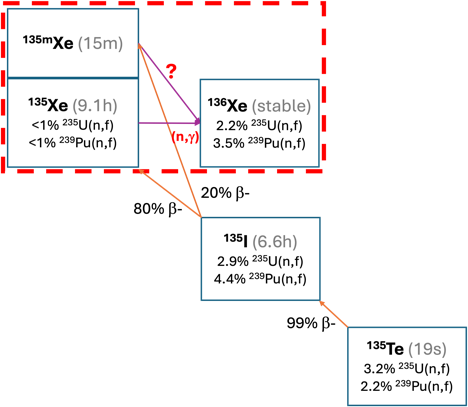 ¹³⁵ᵐXe (15m)
?
¹³⁵Xe (9.1h)
<1% ²³⁵U(n,f)
<1% ²³⁹Pu(n,f)
(n,γ)
¹³⁶Xe (stable)
2.2% ²³⁵U(n,f)
3.5% ²³⁹Pu(n,f)
20% β-
80% β-
¹³⁵I (6.6h)
2.9% ²³⁵U(n,f)
4.4% ²³⁹Pu(n,f)
99% β-
¹³⁵Te (19s)
3.2% ²³⁵U(n,f)
2.2% ²³⁹Pu(n,f)